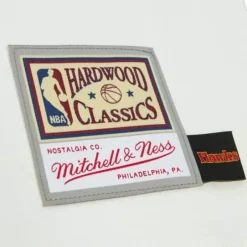 HARDWOOD
NBA
CLASSICS
NOSTALGIA CO.
Mitchell & Ness
PHILADELPHIA, PA.